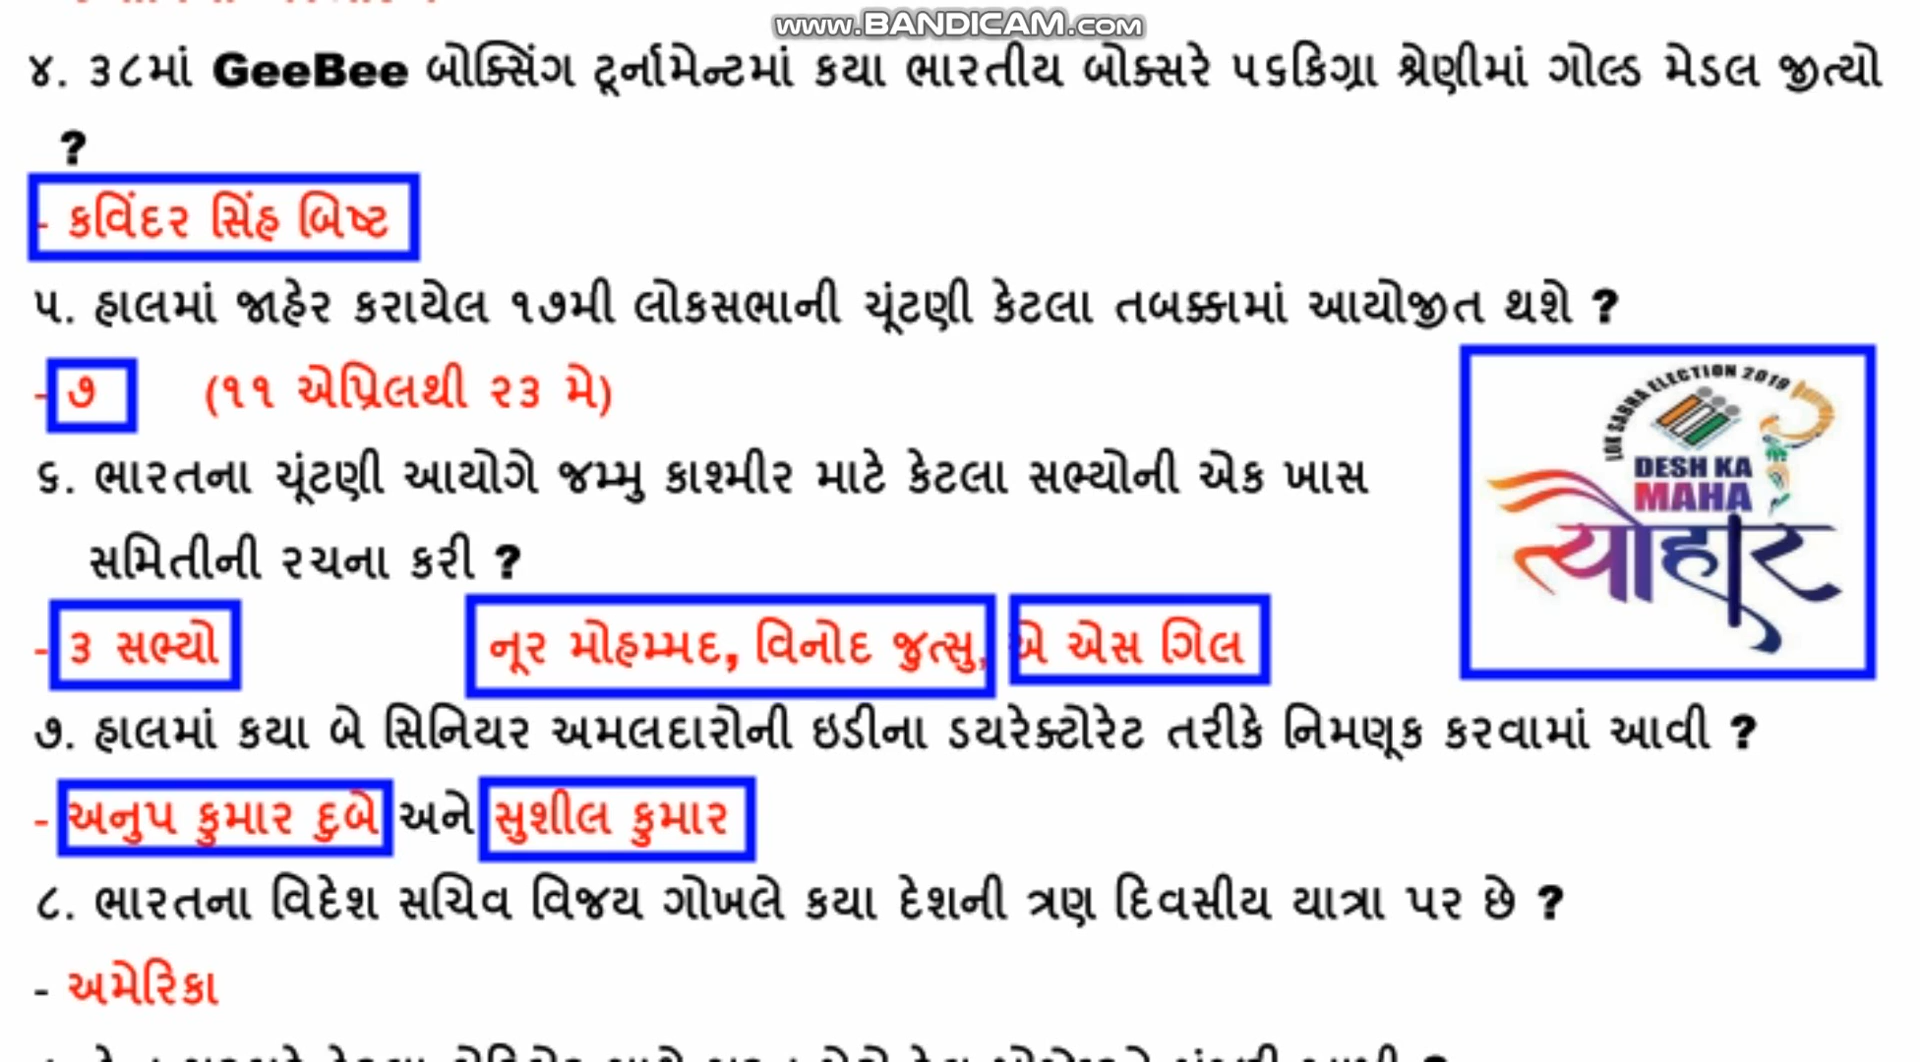 www.BANDICAM.com
૪. ૩૮માં GeeBee બોક્સિંગ ટૂર્નામેન્ટમાં કયા ભારતીય બોક્સરે ૫૬કિગ્રા શ્રેણીમાં ગોલ્ડ મેડલ જીત્યો
?
- કવિંદર સિંહ બિષ્ટ
૫. હાલમાં જાહેર કરાયેલ ૧૭મી લોકસભાની ચૂંટણી કેટલા તબક્કામાં આયોજીત થશે ?
- ૭ (૧૧ એપ્રિલથી ૨૩ મે)
LOK SABHA ELECTION 2019
DESH KA
MAHA
त्योहार
૬. ભારતના ચૂંટણી આયોગે જમ્મુ કાશ્મીર માટે કેટલા સભ્યોની એક ખાસ
સમિતીની રચના કરી ?
- ૩ સભ્યો નૂર મોહમ્મદ, વિનોદ જુત્સુ, એ એસ ગિલ
૭. હાલમાં કયા બે સિનિયર અમલદારોની ઇડીના ડયરેક્ટોરેટ તરીકે નિમણૂક કરવામાં આવી ?
- અનુપ કુમાર દુબે અને સુશીલ કુમાર
૮. ભારતના વિદેશ સચિવ વિજય ગોખલે કયા દેશની ત્રણ દિવસીય યાત્રા પર છે ?
- અમેરિકા